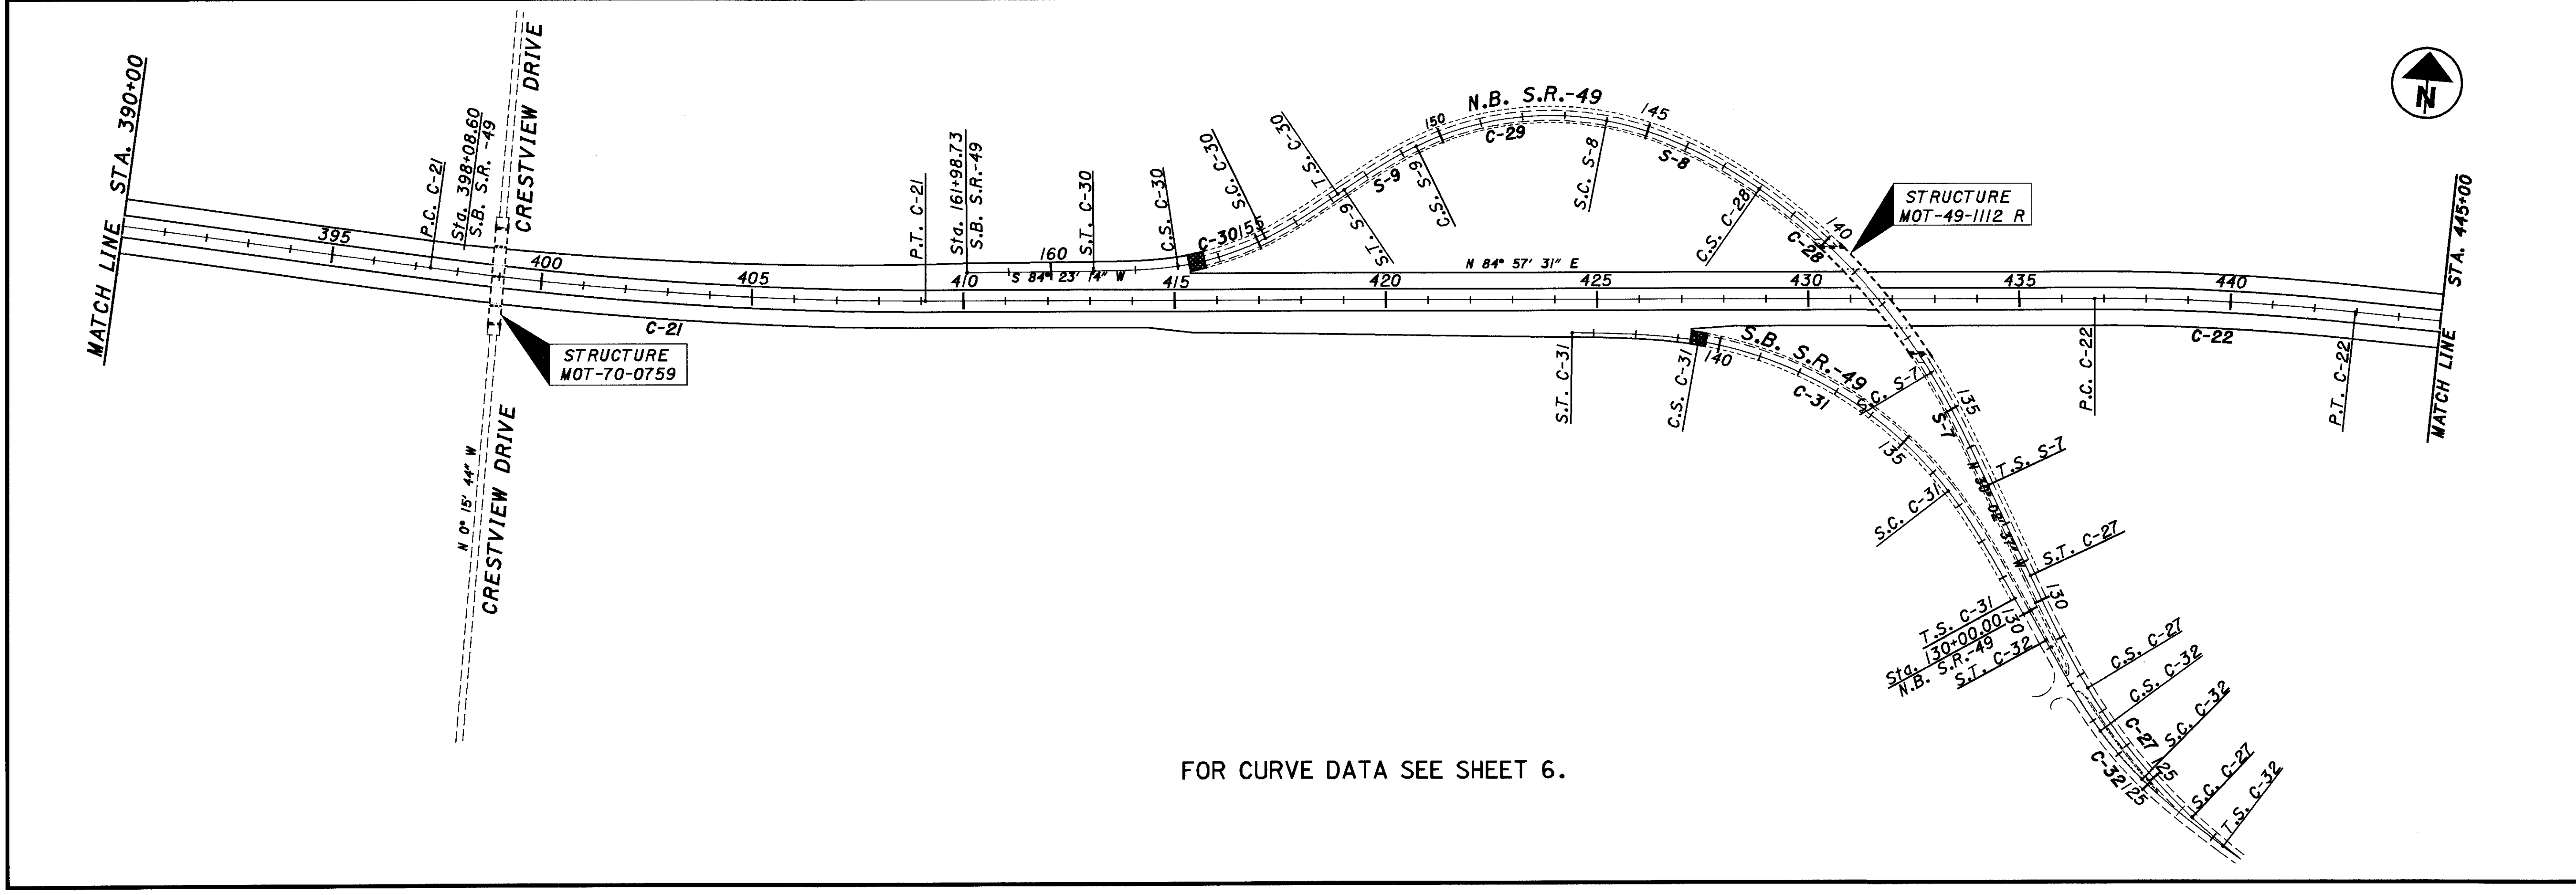 MATCH LINE STA. 390+00
395
P.C. C-21
Sta. 398+08.60
S.B. S.R. -49
CRESTVIEW DRIVE
400
STRUCTURE
MOT-70-0759
N 0° 15' 44" W
CRESTVIEW DRIVE
C-21
405
P.T. C-21
Sta. 161+98.73
S.B. S.R.-49
410
160
S 84° 23' 14" W
S.T. C-30
C.S. C-30
415
C-30
155
S.C. C-30
T.S. C-30
S.T. S-9
S-9
C.S. S-9
150
N.B. S.R.-49
C-29
S.C. S-8
145
S-8
C.S. C-28
C-28
140
STRUCTURE
MOT-49-1112 R
N 84° 57' 31" E
420
425
430
435
440
P.C. C-22
C-22
P.T. C-22
MATCH LINE STA. 445+00
N
S.T. C-31
C.S. C-31
140
S.B. S.R.-49
C-31
S.C. S-7
135
S-7
T.S. S-7
135
S.C. C-31
N 30° 02' 37" W
S.T. C-27
130
T.S. C-31
130
Sta. 130+00.00
N.B. S.R.-49
S.T. C-32
C.S. C-27
C.S. C-32
C-27
S.C. C-32
C-32
125
125
S.C. C-27
T.S. C-32
FOR CURVE DATA SEE SHEET 6.